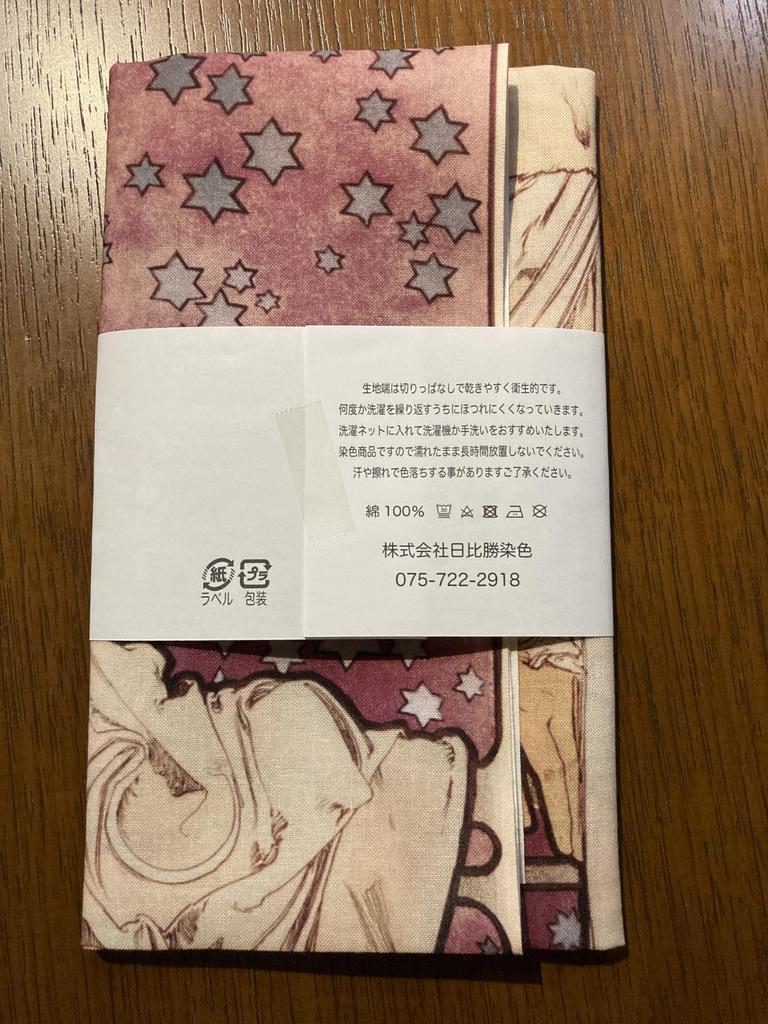 生地端は切りっぱなしで乾きやすく衛生的です。
何度か洗濯を繰り返すうちにほつれにくくなっていきます。
洗濯ネットに入れて洗濯機か手洗いをおすすめいたします。
染色商品ですので濡れたまま長時間放置しないでください。
汗や擦れで色落ちする事がありますご了承ください。
綿 100% 30
株式会社日比勝染色
075-722-2918
紙 プラ
ラベル 包装